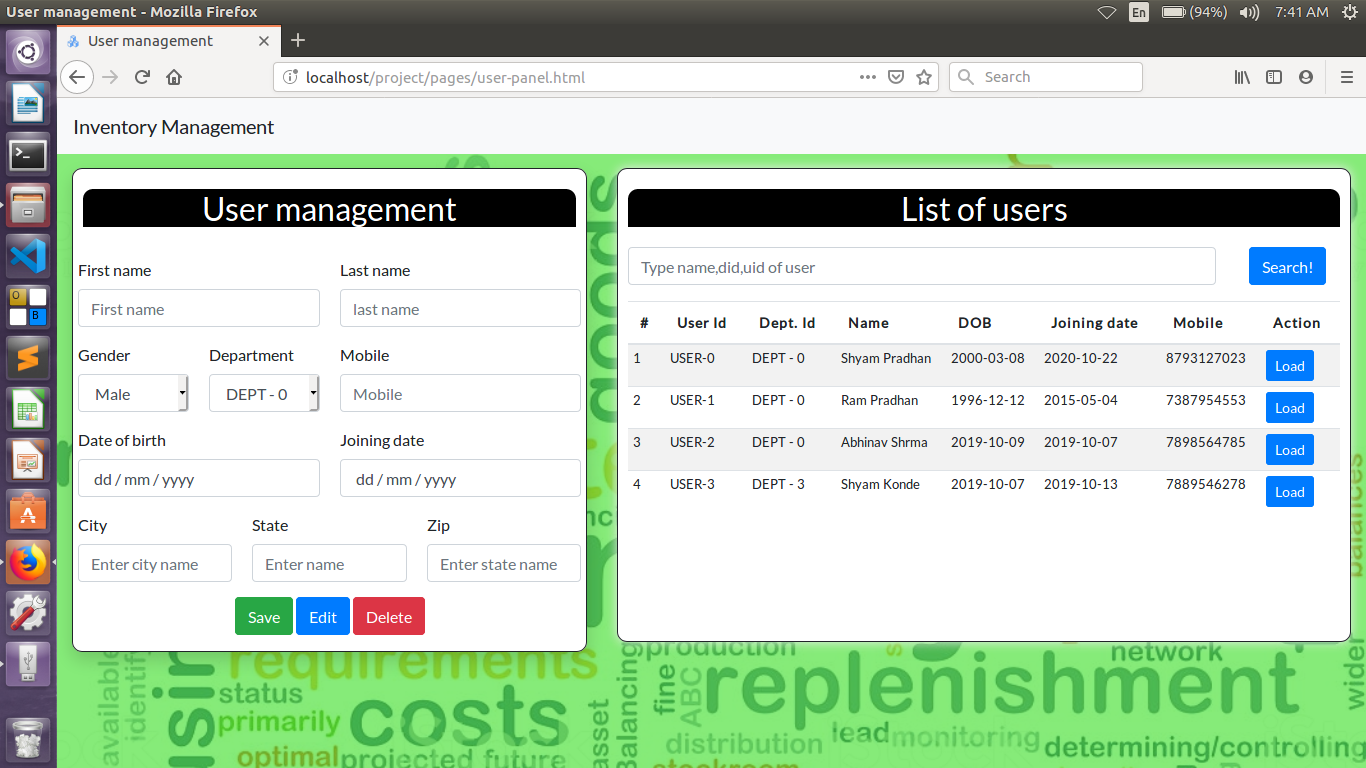 User management - Mozilla Firefox
En (94%) 7:41 AM
User management
localhost/project/pages/user-panel.html
Search
Inventory Management
User management
First name Last name
First name last name
Gender Department Mobile
Male DEPT - 0 Mobile
Date of birth Joining date
dd / mm / yyyy dd / mm / yyyy
City State Zip
Enter city name Enter name Enter state name
Save Edit Delete
List of users
Type name,did,uid of user Search!
# User Id Dept. Id Name DOB Joining date Mobile Action
1 USER-0 DEPT - 0 Shyam Pradhan 2000-03-08 2020-10-22 8793127023 Load
2 USER-1 DEPT - 0 Ram Pradhan 1996-12-12 2015-05-04 7387954553 Load
3 USER-2 DEPT - 0 Abhinav Shrma 2019-10-09 2019-10-07 7898564785 Load
4 USER-3 DEPT - 3 Shyam Konde 2019-10-07 2019-10-13 7889546278 Load
goods
balances
available
identify
requirements
status
primarily
costs
optimal
projected future
asset
Balancing
production
fine
ABC
replenishment
network
wider
distribution
lead
monitoring
determining/controlling
stockroom